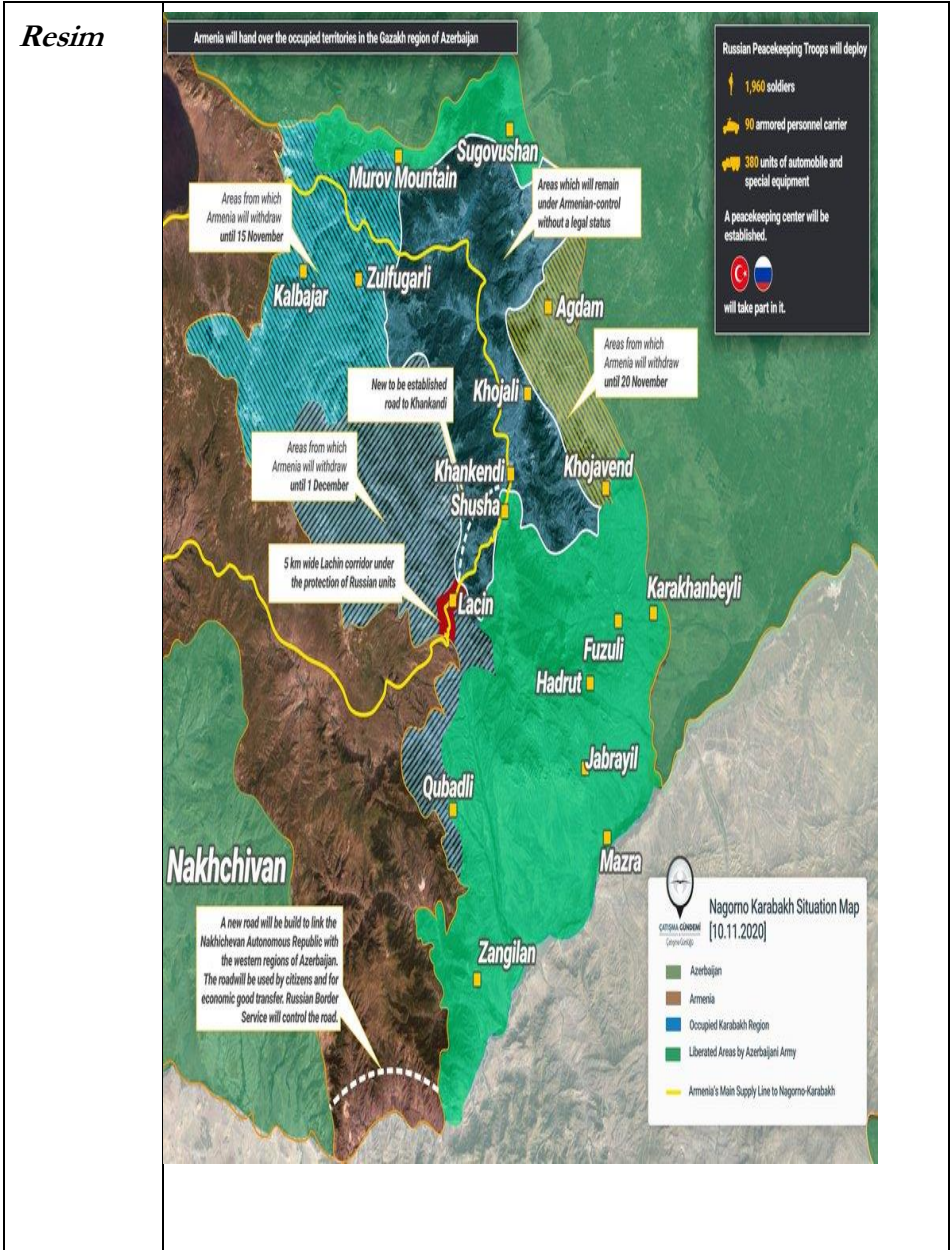 Resim
Armenia will hand over the occupied territories in the Gazakh region of Azerbaijan
Russian Peacekeeping Troops will deploy
1,960 soldiers
90 armored personnel carrier
380 units of automobile and
special equipment
A peacekeeping center will be
established.
will take part in it.
Sugovushan
Murov Mountain
Areas which will remain
under Armenian-control
without a legal status
Areas from which
Armenia will withdraw
until 15 November
Kalbajar
Zulfugarli
Agdam
Areas from which
Armenia will withdraw
until 20 November
New to be established
road to Khankandi
Khojali
Areas from which
Armenia will withdraw
until 1 December
Khankendi
Khojavend
Shusha
5 km wide Lachin corridor under
the protection of Russian units
Lacin
Karakhanbeyli
Fuzuli
Hadrut
Jabrayil
Qubadli
Mazra
Nakhchivan
A new road will be build to link the
Nakhichevan Autonomous Republic with
the western regions of Azerbaijan.
The roadwill be used by citizens and for
economic good transfer. Russian Border
Service will control the road.
Zangilan
ÇATIŞMA GÜNDEMİ
Çatışma Günlüğü
Nagorno Karabakh Situation Map
[10.11.2020]
Azerbaijan
Armenia
Occupied Karabakh Region
Liberated Areas by Azerbaijani Army
Armenia's Main Supply Line to Nagorno-Karabakh